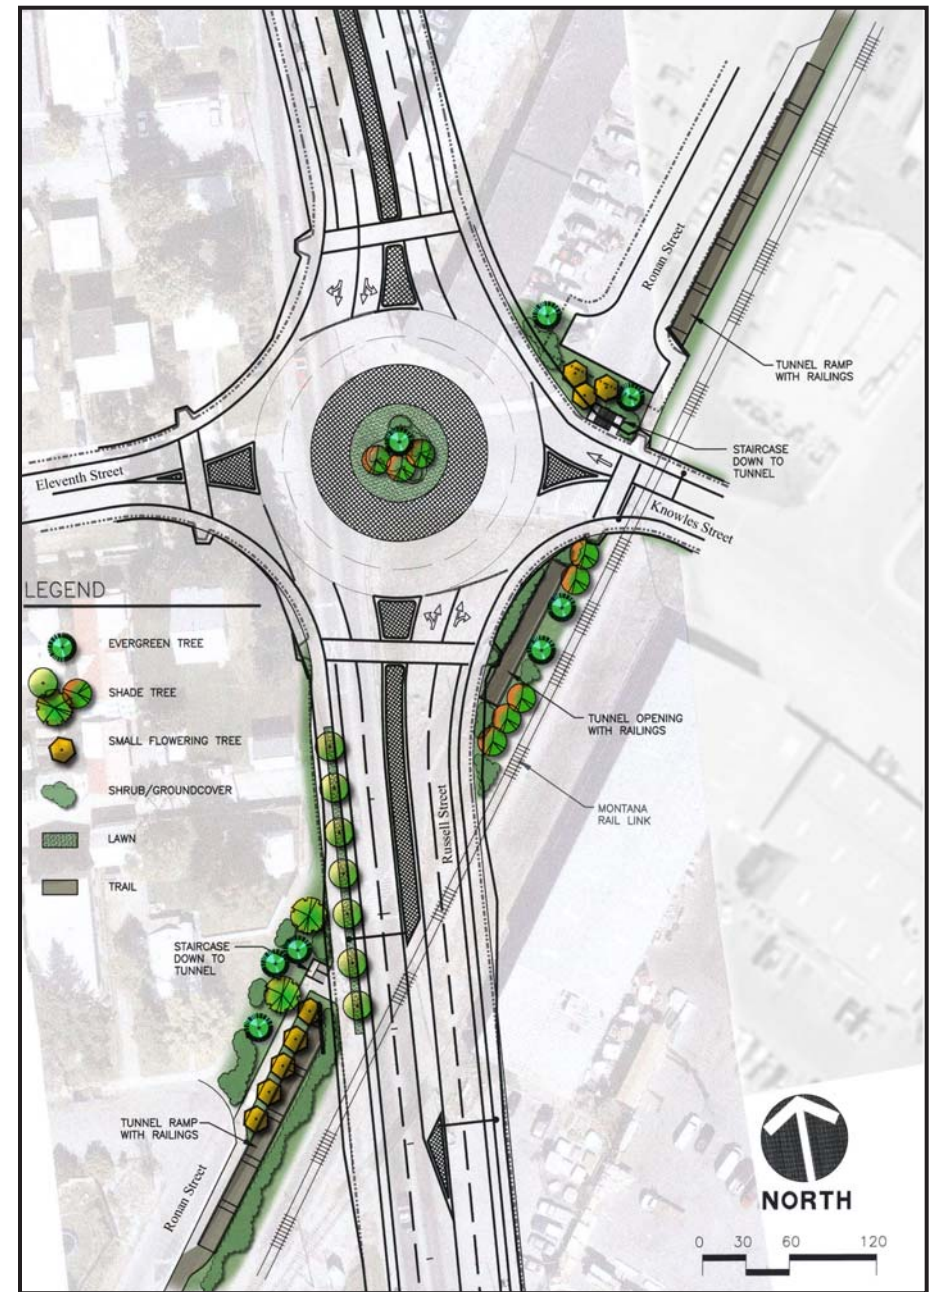 Ronan Street
TUNNEL RAMP
WITH RAILINGS
STAIRCASE
DOWN TO
TUNNEL
Eleventh Street
Knowles Street
LEGEND
EVERGREEN TREE
SHADE TREE
SMALL FLOWERING TREE
SHRUB/GROUNDCOVER
LAWN
TRAIL
TUNNEL OPENING
WITH RAILINGS
MONTANA
RAIL LINK
Russell Street
STAIRCASE
DOWN TO
TUNNEL
TUNNEL RAMP
WITH RAILINGS
Ronan Street
NORTH
0 30 60 120